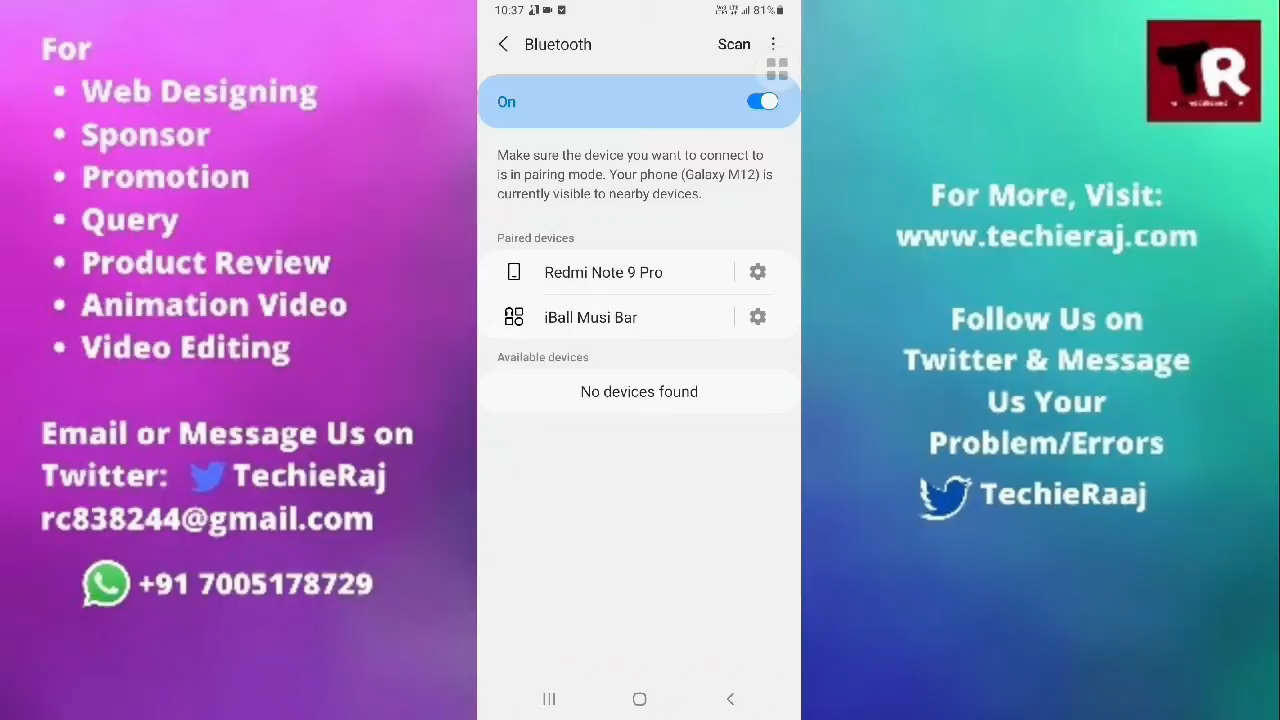 For
• Web Designing
• Sponsor
• Promotion
• Query
• Product Review
• Animation Video
• Video Editing
Email or Message Us on
Twitter: TechieRaj
rc838244@gmail.com
+91 7005178729
10:37
81%
Bluetooth
Scan
On
Make sure the device you want to connect to
is in pairing mode. Your phone (Galaxy M12) is
currently visible to nearby devices.
Paired devices
Redmi Note 9 Pro
iBall Musi Bar
Available devices
No devices found
TR
For More, Visit:
www.techieraj.com
Follow Us on
Twitter & Message
Us Your
Problem/Errors
TechieRaaj